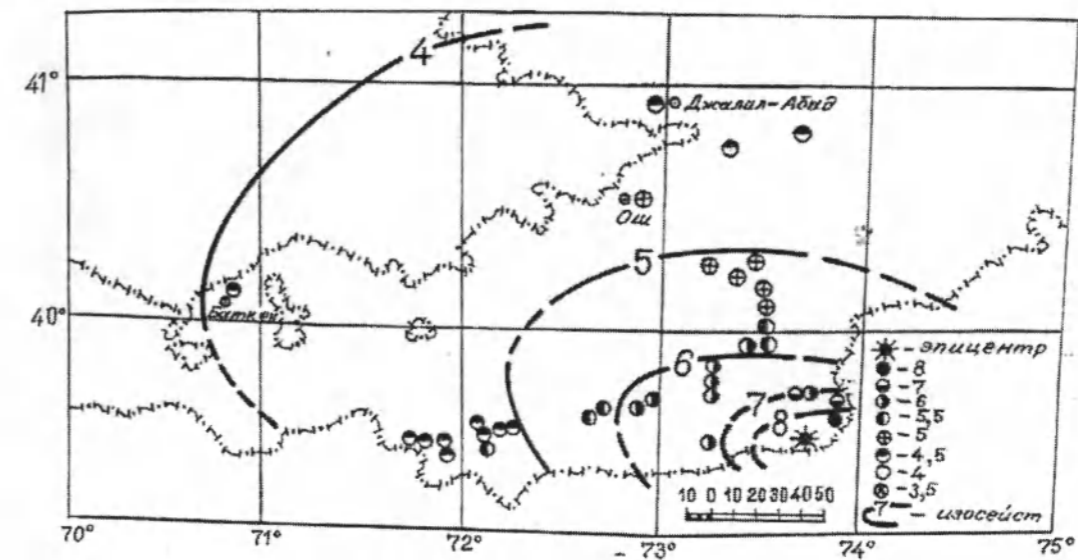 4
41°
Джалал-Абад
Ош
5
Баткен
40°
6
эпицентр
- 8
7
- 7
8
- 6
- 5,5
- 5
- 4,5
- 4
- 3,5
10 0 10 20 30 40 50
7 - изосейст
70° 71° 72° 73° 74° 75°